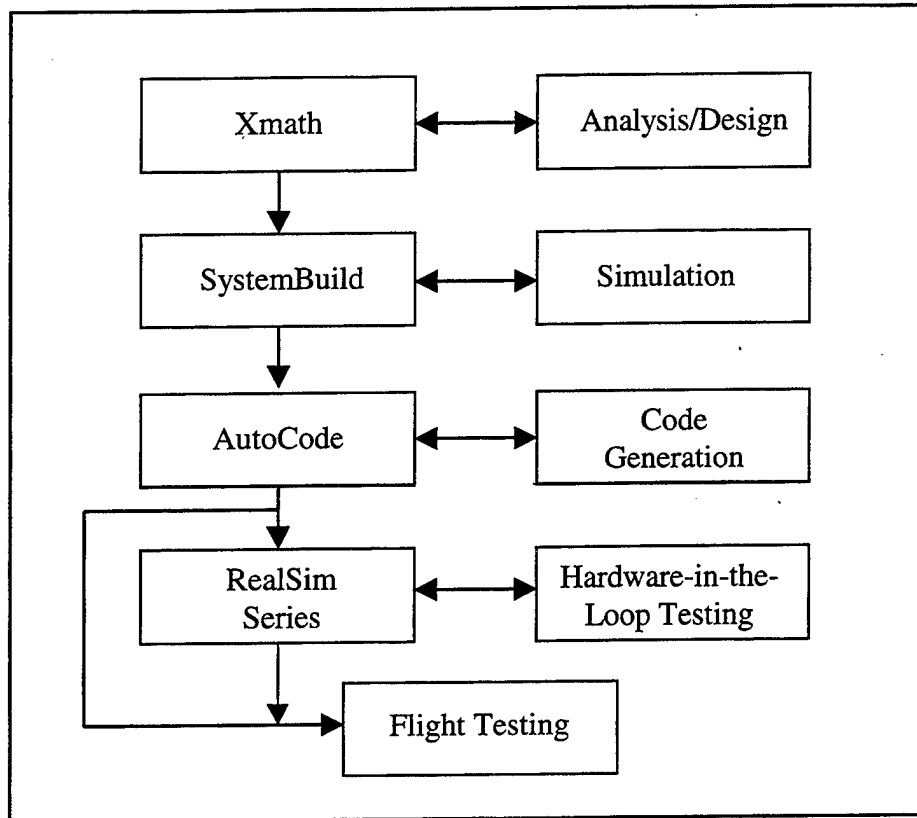 Xmath
Analysis/Design
SystemBuild
Simulation
AutoCode
Code
Generation
RealSim
Series
Hardware-in-the-
Loop Testing
Flight Testing